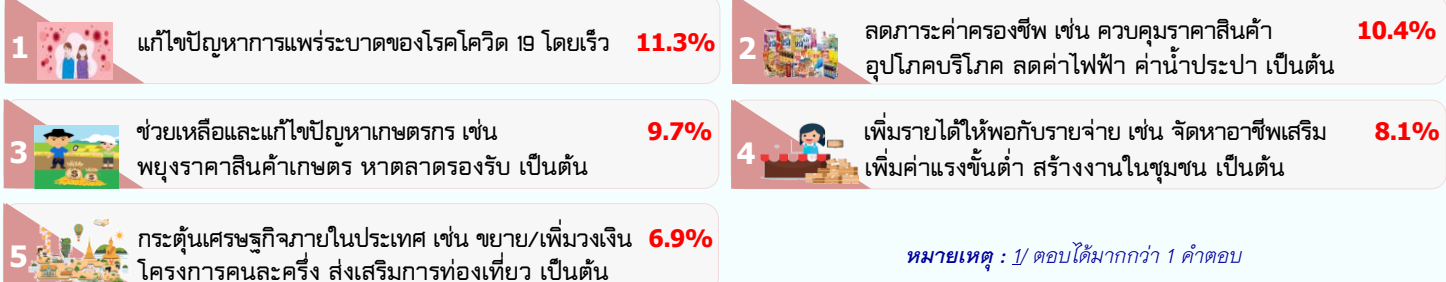 1
แก้ไขปัญหาการแพร่ระบาดของโรคโควิด 19 โดยเร็ว 11.3%
2
ลดภาระค่าครองชีพ เช่น ควบคุมราคาสินค้า 10.4%
อุปโภคบริโภค ลดค่าไฟฟ้า ค่าน้ำประปา เป็นต้น
3
ช่วยเหลือและแก้ไขปัญหาเกษตรกร เช่น 9.7%
พยุงราคาสินค้าเกษตร หาตลาดรองรับ เป็นต้น
4
เพิ่มรายได้ให้พอกับรายจ่าย เช่น จัดหาอาชีพเสริม 8.1%
เพิ่มค่าแรงขั้นต่ำ สร้างงานในชุมชน เป็นต้น
5
กระตุ้นเศรษฐกิจภายในประเทศ เช่น ขยาย/เพิ่มวงเงิน 6.9%
โครงการคนละครึ่ง ส่งเสริมการท่องเที่ยว เป็นต้น
หมายเหตุ : 1/ ตอบได้มากกว่า 1 คำตอบ